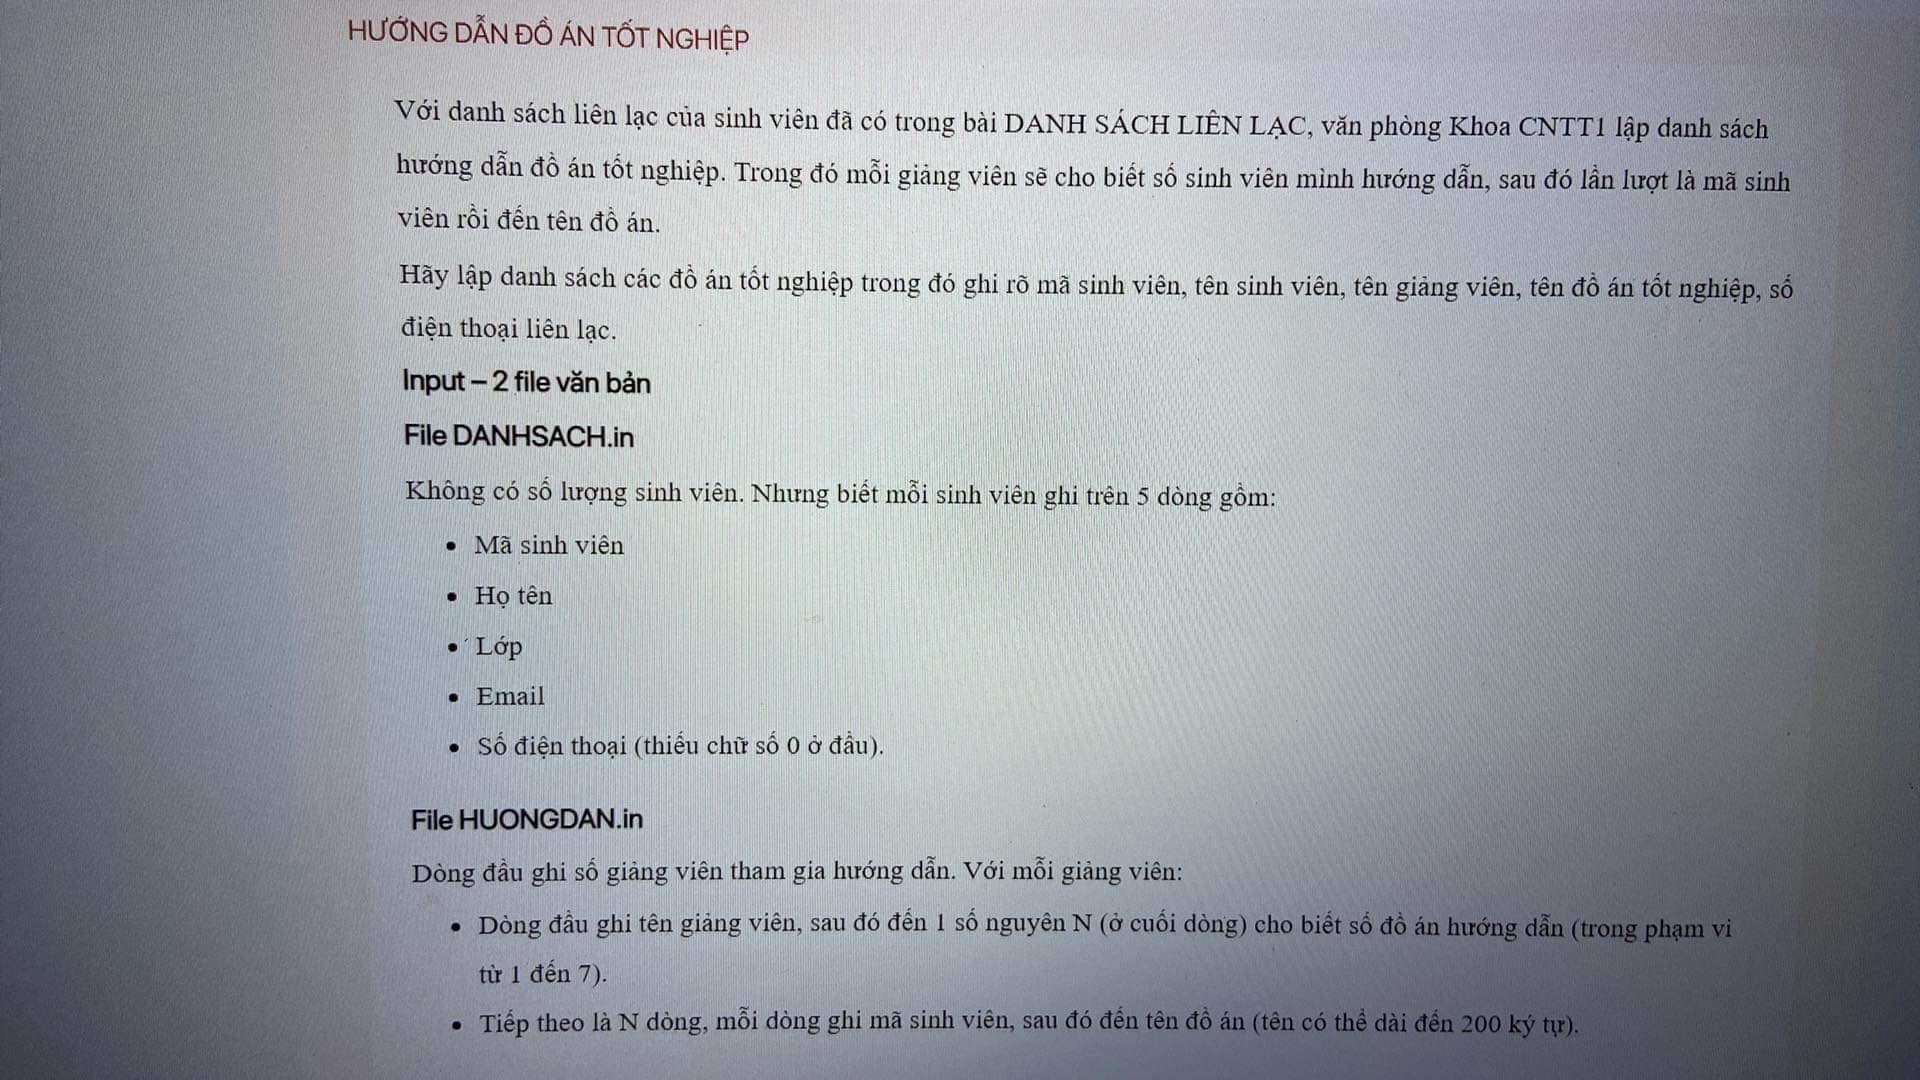 HƯỚNG DẪN ĐỒ ÁN TỐT NGHIỆP
Với danh sách liên lạc của sinh viên đã có trong bài DANH SÁCH LIÊN LẠC, văn phòng Khoa CNTT1 lập danh sách
hướng dẫn đồ án tốt nghiệp. Trong đó mỗi giảng viên sẽ cho biết số sinh viên mình hướng dẫn, sau đó lần lượt là mã sinh
viên rồi đến tên đồ án.
Hãy lập danh sách các đồ án tốt nghiệp trong đó ghi rõ mã sinh viên, tên sinh viên, tên giảng viên, tên đồ án tốt nghiệp, số
điện thoại liên lạc.
Input – 2 file văn bản
File DANHSACH.in
Không có số lượng sinh viên. Nhưng biết mỗi sinh viên ghi trên 5 dòng gồm:
• Mã sinh viên
• Họ tên
• Lớp
• Email
• Số điện thoại (thiếu chữ số 0 ở đầu).
File HUONGDAN.in
Dòng đầu ghi số giảng viên tham gia hướng dẫn. Với mỗi giảng viên:
• Dòng đầu ghi tên giảng viên, sau đó đến 1 số nguyên N (ở cuối dòng) cho biết số đồ án hướng dẫn (trong phạm vi
từ 1 đến 7).
• Tiếp theo là N dòng, mỗi dòng ghi mã sinh viên, sau đó đến tên đồ án (tên có thể dài đến 200 ký tự).